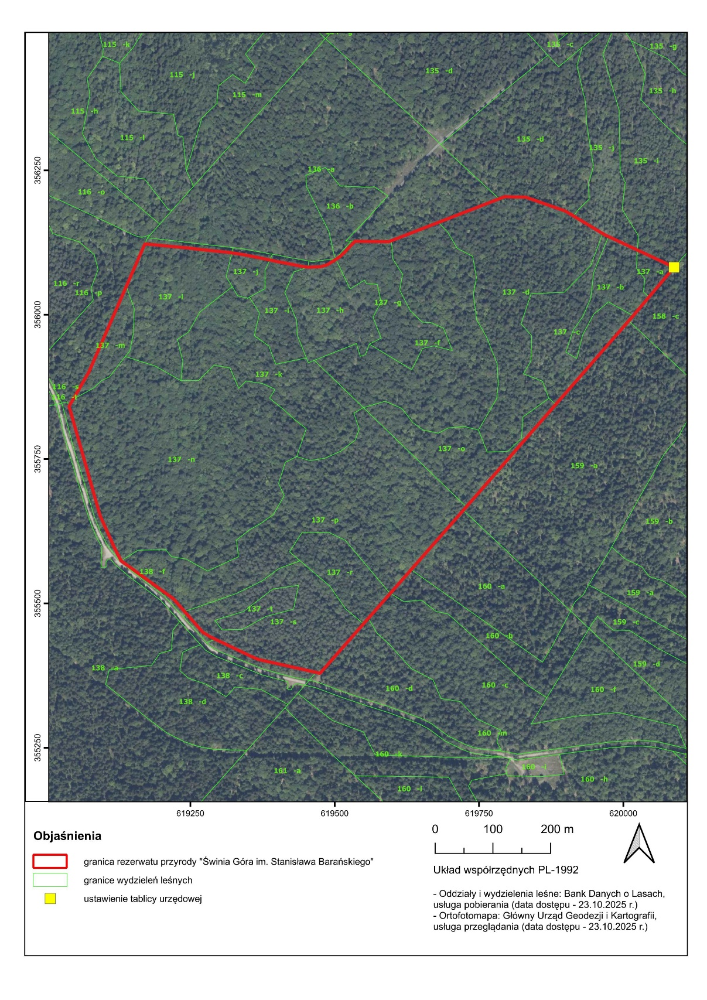 115 -k
135 -c
135 -g
115 -j
135 -d
115 -m
135 -h
115 -h
115 -l
135 -d
135 -j
135 -i
136 -a
116 -o
136 -b
137 -j
137 -a
116 -r
116 -p
137 -l
137 -d
137 -b
137 -g
137 -i
137 -h
158 -c
137 -c
137 -f
137 -m
137 -k
116 -s
116 -t
137 -o
137 -n
159 -a
137 -p
159 -b
138 -f
137 -r
160 -a
159 -a
137 -t
137 -s
159 -c
160 -b
159 -d
138 -a
138 -c
160 -d
160 -c
160 -f
138 -d
160 -m
160 -k
161 -a
160 -i
160 -h
160 -l
356250
356000
355750
355500
355250
619250
619500
619750
620000
Objaśnienia
granica rezerwatu przyrody "Świnia Góra im. Stanisława Barańskiego"
granice wydzieleń leśnych
ustawienie tablicy urzędowej
0 100 200 m
Układ współrzędnych PL-1992
- Oddziały i wydzielenia leśne: Bank Danych o Lasach,
usługa pobierania (data dostępu - 23.10.2025 r.)
- Ortofotomapa: Główny Urząd Geodezji i Kartografii,
usługa przeglądania (data dostępu - 23.10.2025 r.)